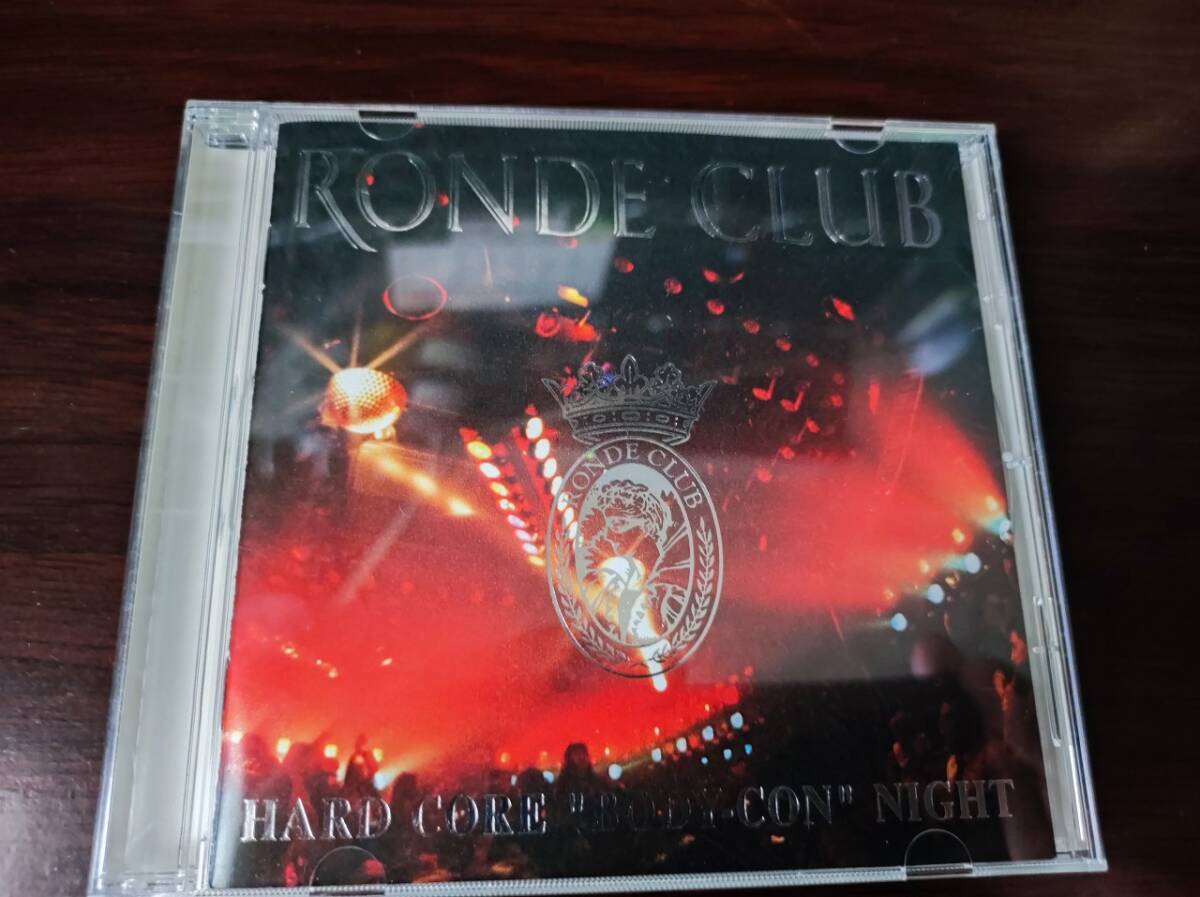 RONDE CLUB
RONDE CLUB
HARD CORE "BODY-CON" NIGHT